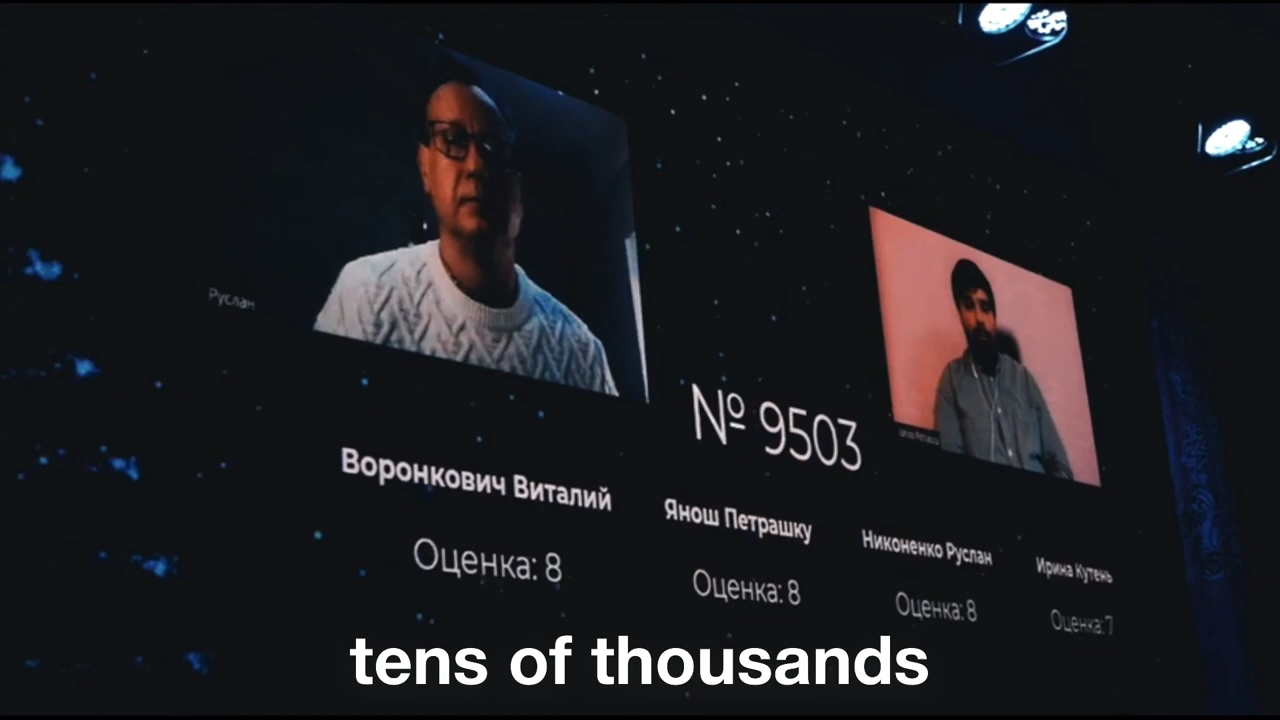 Руслан
№ 9503
Воронкович Виталий
Янош Петрашку
Никоненко Руслан
Ирина Кутень
Оценка: 8
Оценка: 8
Оценка: 8
Оценка: 7
tens of thousands